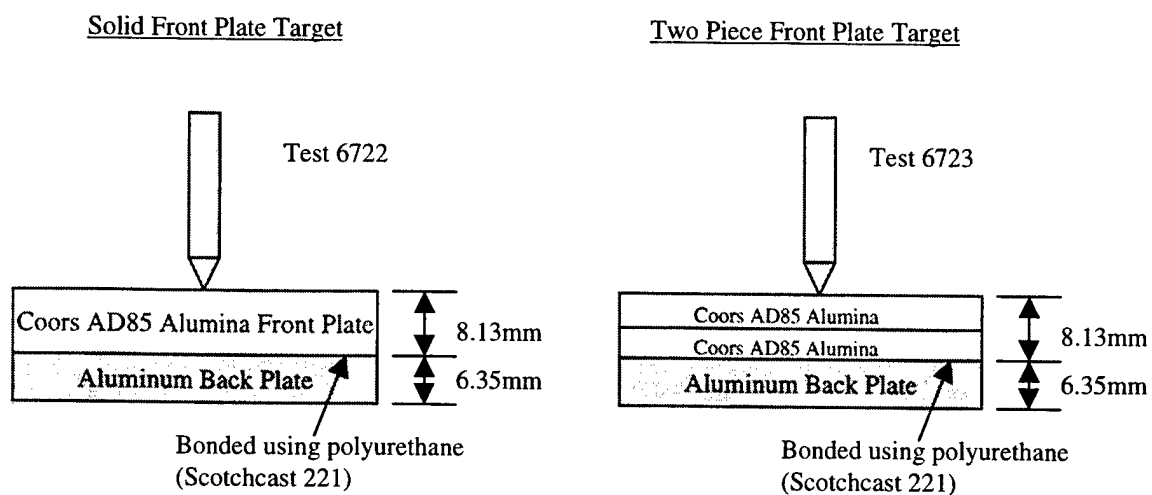 Solid Front Plate Target
Test 6722
Coors AD85 Alumina Front Plate
8.13mm
Aluminum Back Plate
6.35mm
Bonded using polyurethane
(Scotchcast 221)
Two Piece Front Plate Target
Test 6723
Coors AD85 Alumina
Coors AD85 Alumina
8.13mm
Aluminum Back Plate
6.35mm
Bonded using polyurethane
(Scotchcast 221)